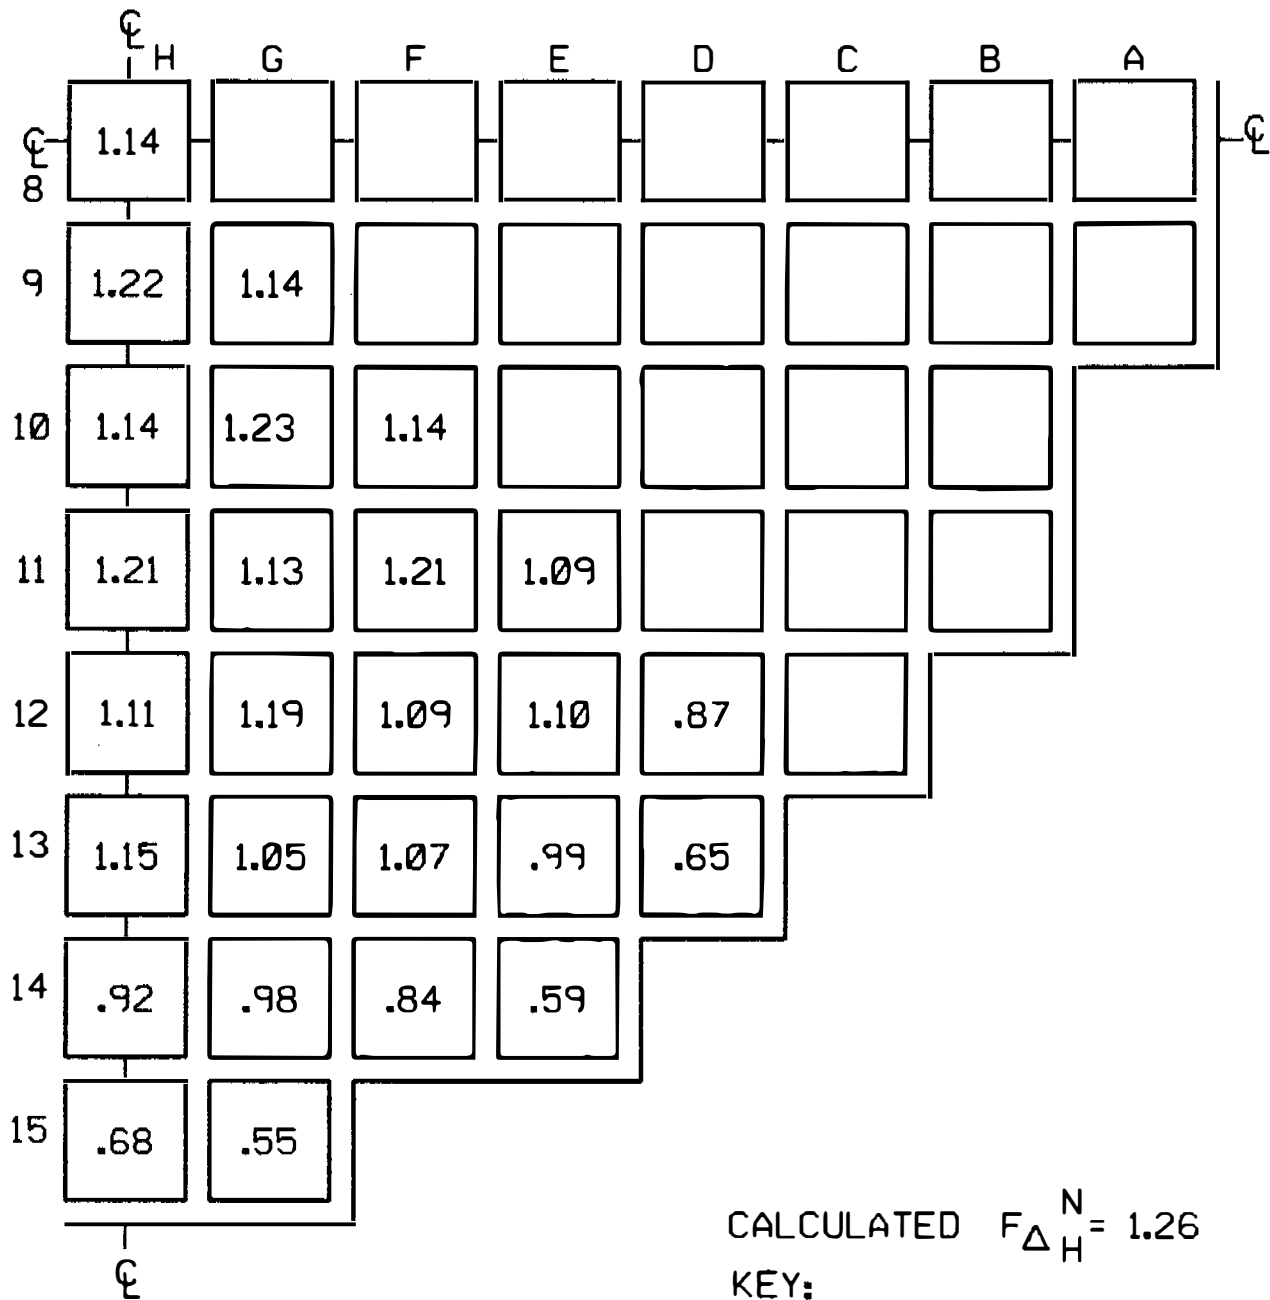 ℄ H G F E D C B A
℄ 8 1.14 ℄
9 1.22 1.14
10 1.14 1.23 1.14
11 1.21 1.13 1.21 1.09
12 1.11 1.19 1.09 1.10 .87
13 1.15 1.05 1.07 .99 .65
14 .92 .98 .84 .59
15 .68 .55
CALCULATED F Δ N H = 1.26
℄
KEY: